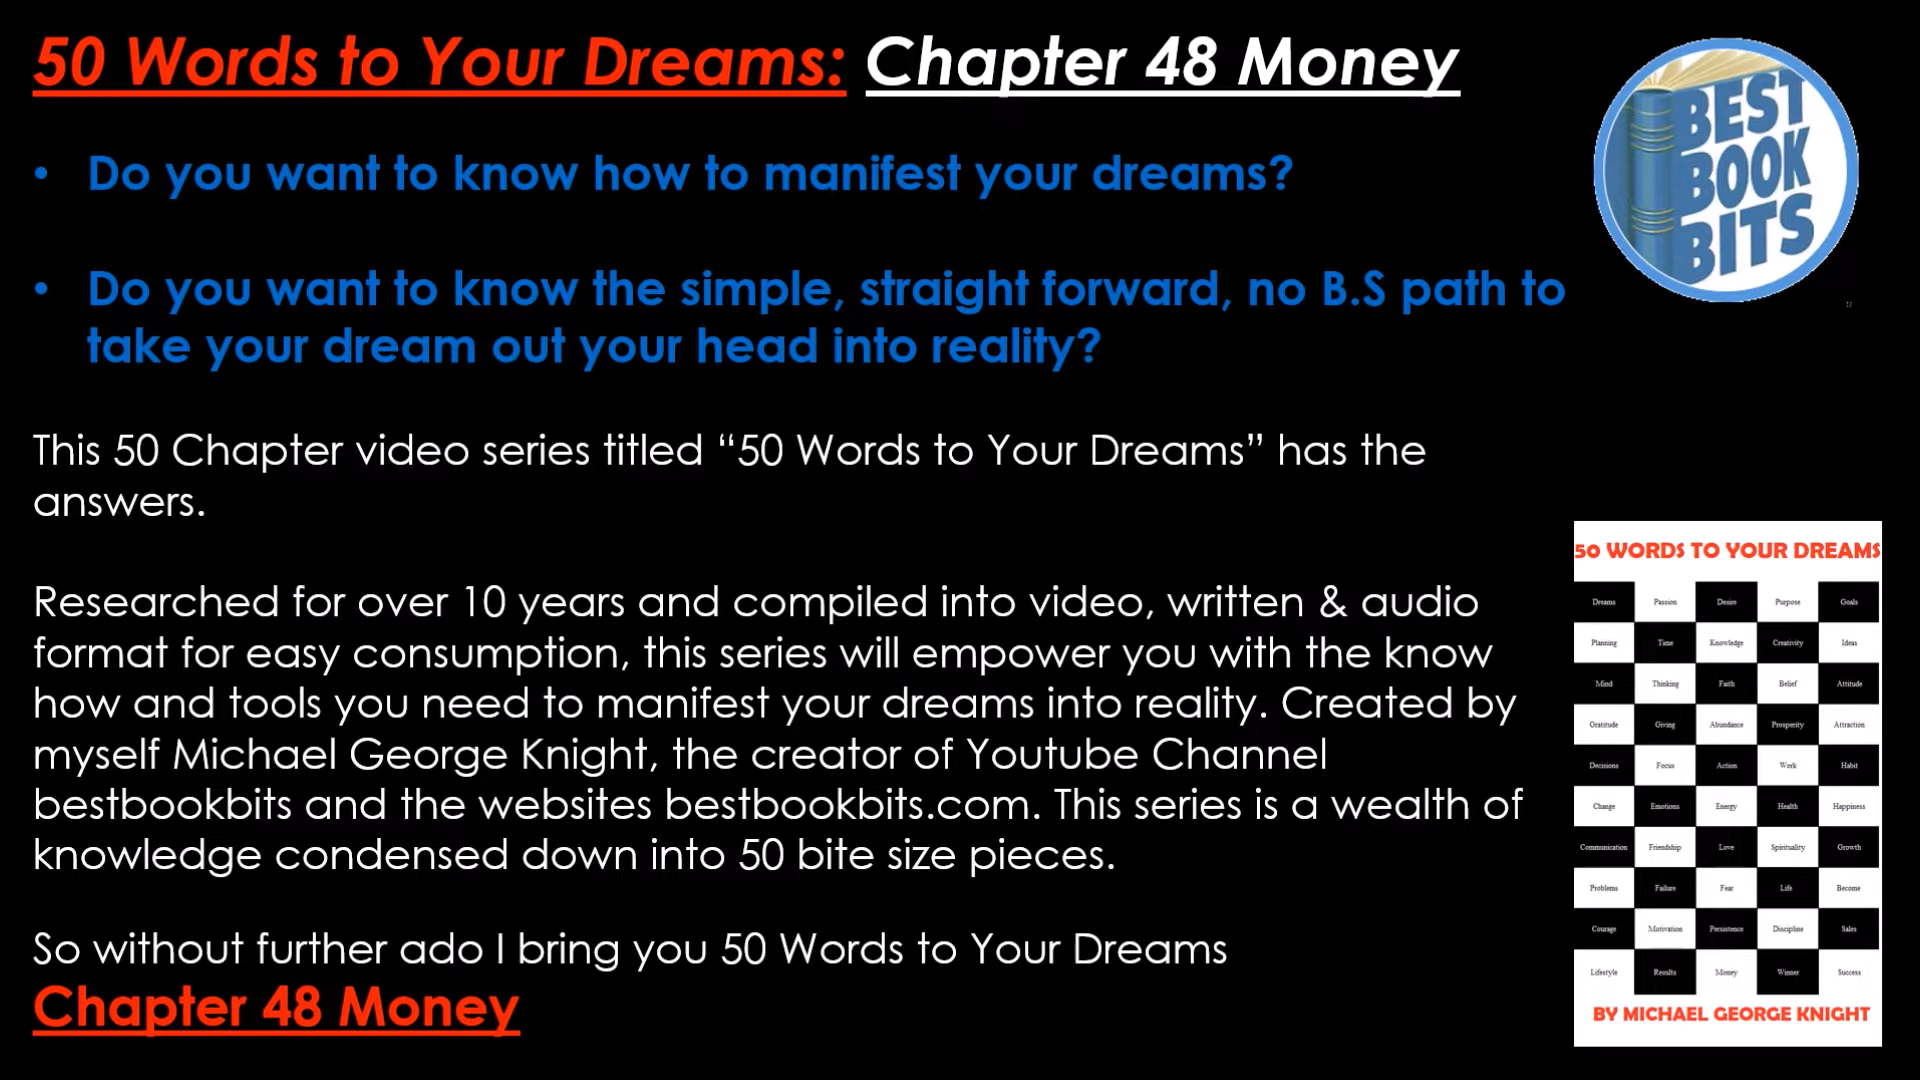 50 Words to Your Dreams: Chapter 48 Money
BEST
BOOK
BITS
• Do you want to know how to manifest your dreams?
• Do you want to know the simple, straight forward, no B.S path to
take your dream out your head into reality?
This 50 Chapter video series titled “50 Words to Your Dreams” has the
answers.
Researched for over 10 years and compiled into video, written & audio
format for easy consumption, this series will empower you with the know
how and tools you need to manifest your dreams into reality. Created by
myself Michael George Knight, the creator of Youtube Channel
bestbookbits and the websites bestbookbits.com. This series is a wealth of
knowledge condensed down into 50 bite size pieces.
So without further ado I bring you 50 Words to Your Dreams
Chapter 48 Money
50 WORDS TO YOUR DREAMS
Dreams Passion Desire Purpose Goals
Planning Time Knowledge Creativity Ideas
Mind Thinking Faith Belief Attitude
Gratitude Giving Abundance Prosperity Attraction
Decisions Focus Action Work Habit
Change Emotions Energy Health Happiness
Communication Friendship Love Spirituality Growth
Problems Failure Fear Life Become
Courage Motivation Persistence Discipline Sales
Lifestyle Results Money Winner Success
BY MICHAEL GEORGE KNIGHT